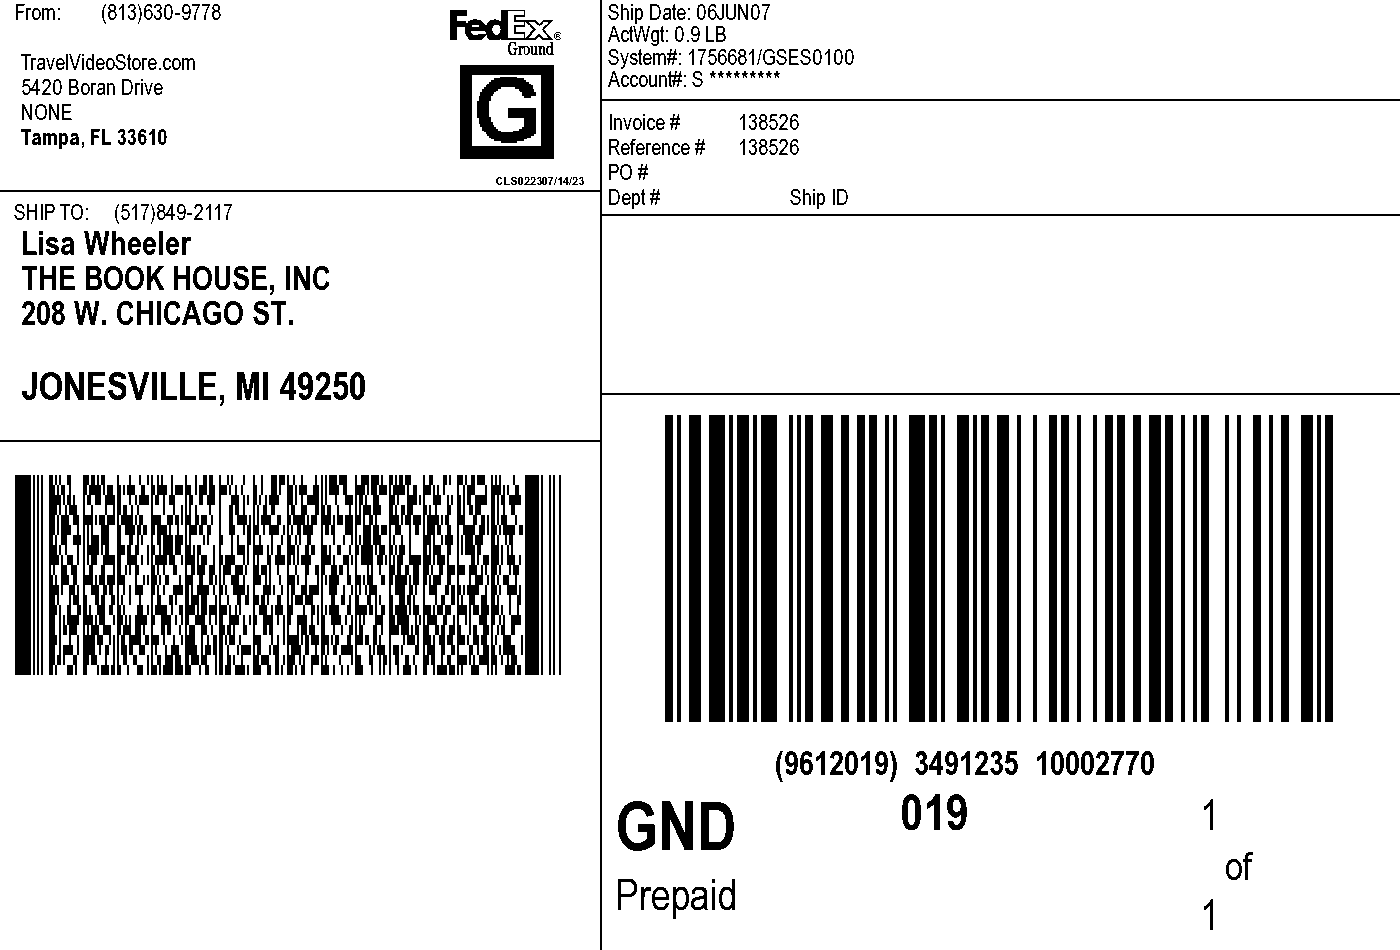 From: (813)630-9778
TravelVideoStore.com
5420 Boran Drive
NONE
Tampa, FL 33610
FedEx®
Ground
G
CLS022307/14/23
Ship Date: 06JUN07
ActWgt: 0.9 LB
System#: 1756681/GSES0100
Account#: S *********
Invoice # 138526
Reference # 138526
PO #
Dept # Ship ID
SHIP TO: (517)849-2117
Lisa Wheeler
THE BOOK HOUSE, INC
208 W. CHICAGO ST.
JONESVILLE, MI 49250
(9612019) 3491235 10002770
GND 019 1
of
Prepaid 1